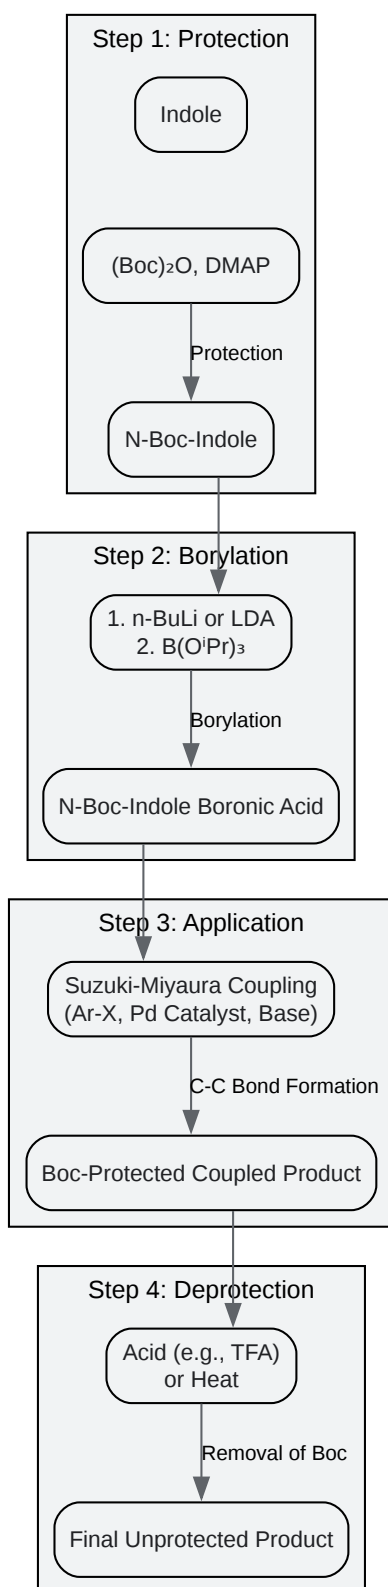 Step 1: Protection
Indole
(Boc)₂O, DMAP
Protection
N-Boc-Indole
Step 2: Borylation
1. n-BuLi or LDA
2. B(OⁱPr)₃
Borylation
N-Boc-Indole Boronic Acid
Step 3: Application
Suzuki-Miyaura Coupling
(Ar-X, Pd Catalyst, Base)
C-C Bond Formation
Boc-Protected Coupled Product
Step 4: Deprotection
Acid (e.g., TFA)
or Heat
Removal of Boc
Final Unprotected Product